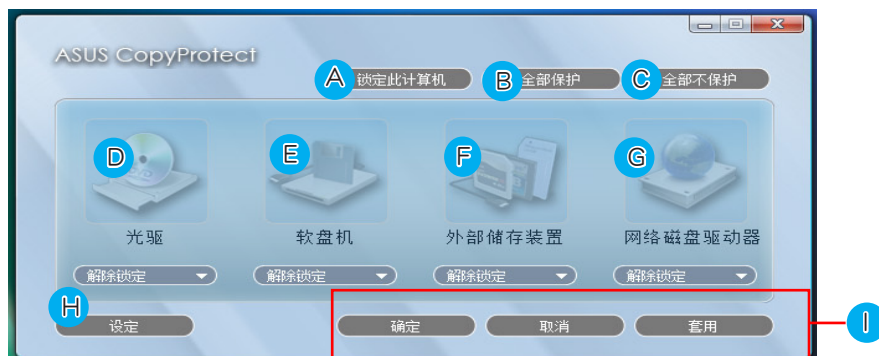 ASUS CopyProtect
A 锁定此计算机 B 全部保护 C 全部不保护
D E F G
光驱 软盘机 外部储存装置 网络磁盘驱动器
解除锁定 解除锁定 解除锁定 解除锁定
H
设定 确定 取消 套用 I